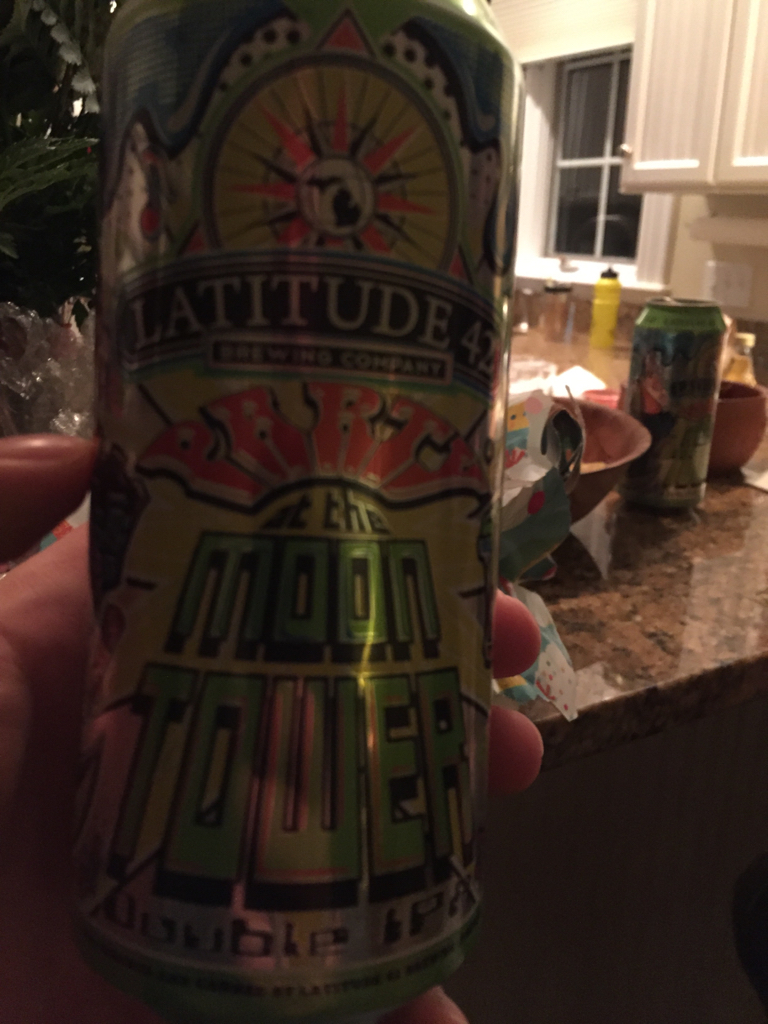 LATITUDE 42
BREWING COMPANY
PARTY
at the
MOON
TOWER
double IPA